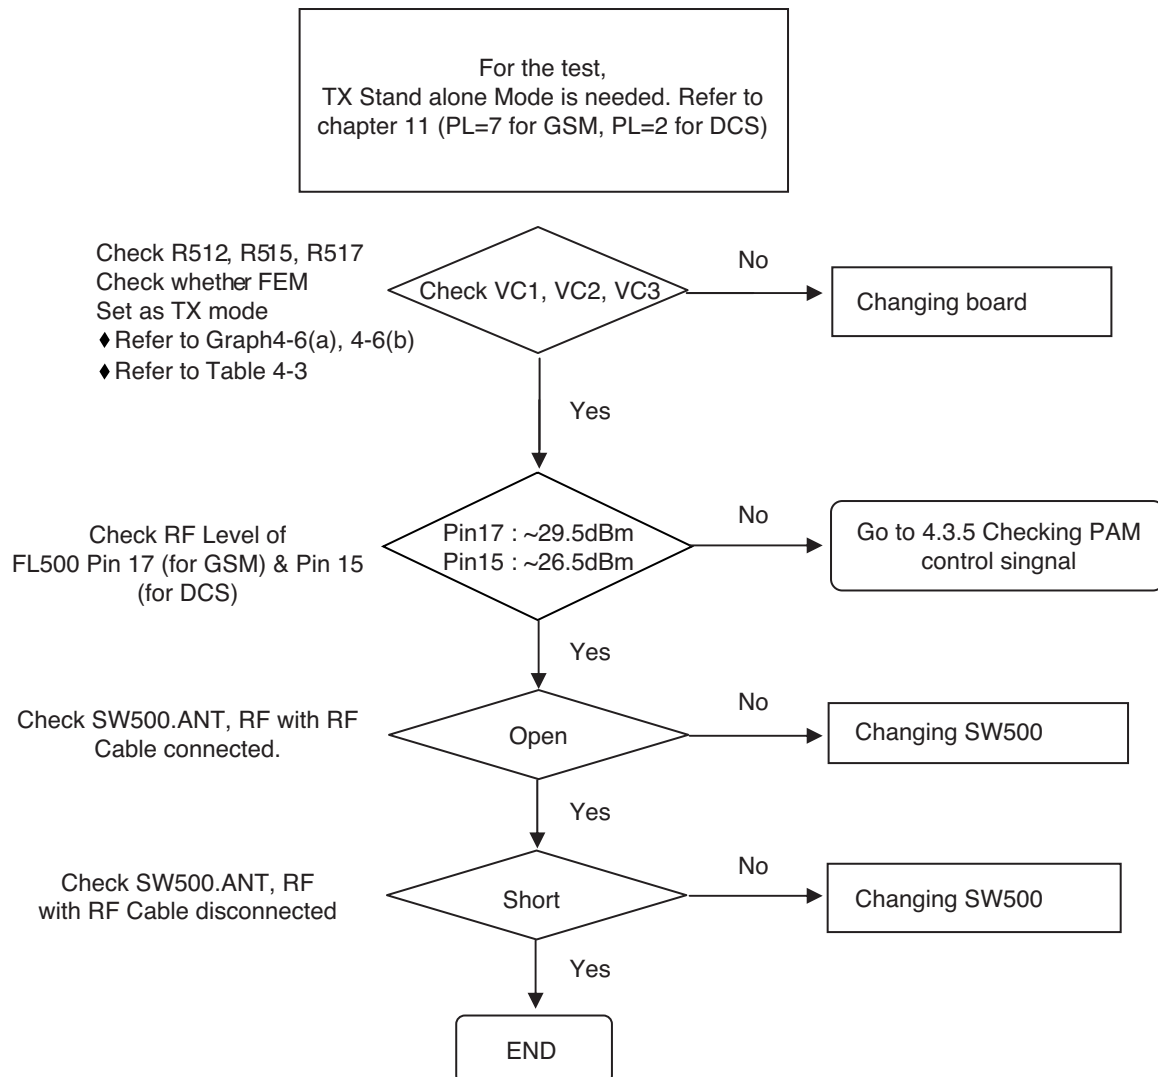 For the test,
TX Stand alone Mode is needed. Refer to
chapter 11 (PL=7 for GSM, PL=2 for DCS)
Check R512, R515, R517
Check whether FEM
Set as TX mode
♦Refer to Graph4-6(a), 4-6(b)
♦Refer to Table 4-3
Check VC1, VC2, VC3
No
Changing board
Yes
Check RF Level of
FL500 Pin 17 (for GSM) & Pin 15
(for DCS)
Pin17 : ~29.5dBm
Pin15 : ~26.5dBm
No
Go to 4.3.5 Checking PAM
control singnal
Yes
Check SW500.ANT, RF with RF
Cable connected.
Open
No
Changing SW500
Yes
Check SW500.ANT, RF
with RF Cable disconnected
Short
No
Changing SW500
Yes
END